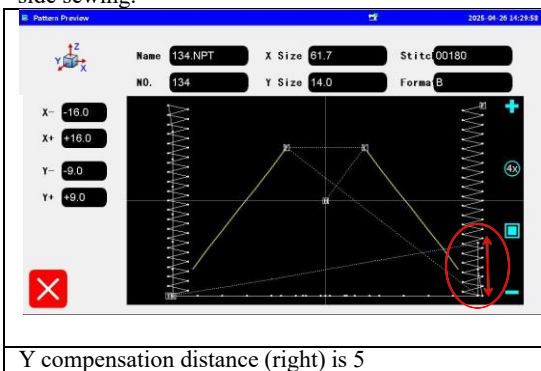 side sewing.
Pattern Preview
2025-04-26 14:29:58
Z
Y
X
Name 134.NPT X Size 61.7 Stitc 00180
NO. 134 Y Size 14.0 Forma B
X- -16.0
X+ +16.0
Y- -9.0
Y+ +9.0
4X
Y compensation distance (right) is 5